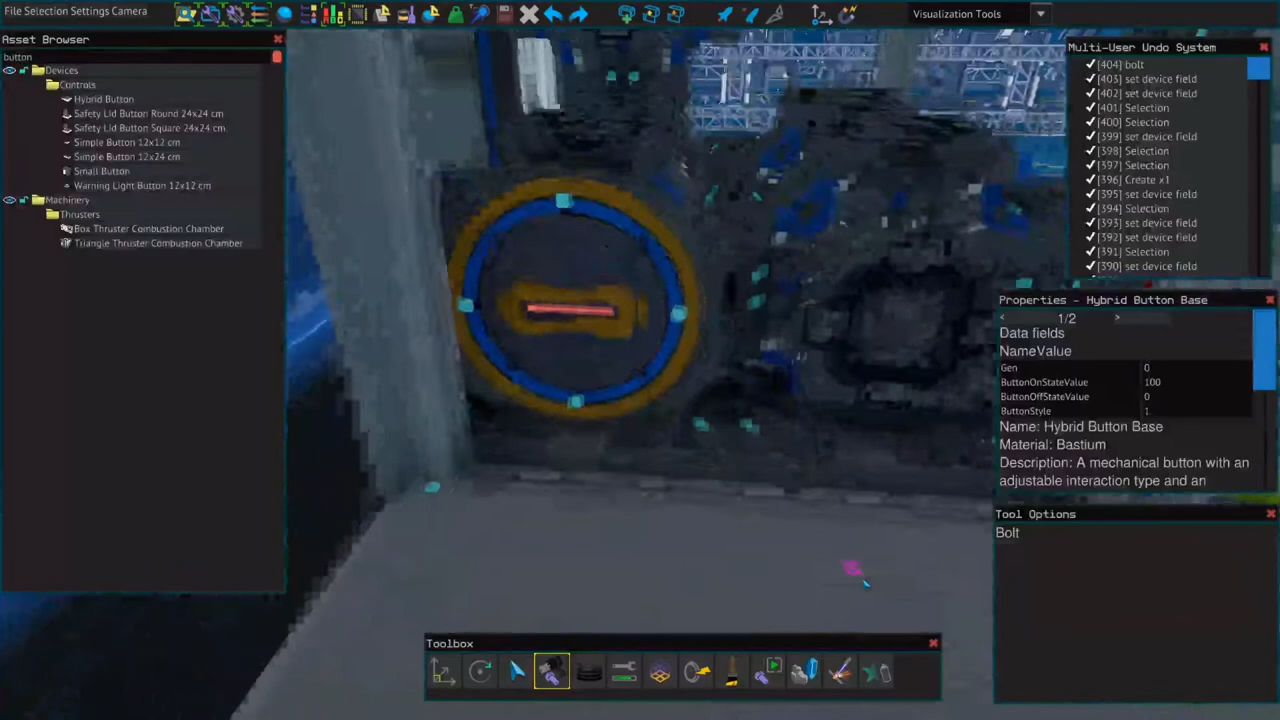 File Selection Settings Camera
Visualization Tools
Asset Browser
button
Devices
Controls
Hybrid Button
Safety Lid Button Round 24x24 cm
Safety Lid Button Square 24x24 cm
Simple Button 12x12 cm
Simple Button 12x24 cm
Small Button
Warning Light Button 12x12 cm
Machinery
Thrusters
Box Thruster Combustion Chamber
Triangle Thruster Combustion Chamber
Multi-User Undo System
[404] bolt
[403] set device field
[402] set device field
[401] Selection
[400] Selection
[399] set device field
[398] Selection
[397] Selection
[396] Create x1
[395] set device field
[394] Selection
[393] set device field
[392] set device field
[391] Selection
[390] set device field
Properties - Hybrid Button Base
< 1/2 >
Data fields
NameValue
Gen 0
ButtonOnStateValue 100
ButtonOffStateValue 0
ButtonStyle 1
Name: Hybrid Button Base
Material: Bastium
Description: A mechanical button with an
adjustable interaction type and an
Tool Options
Bolt
Toolbox